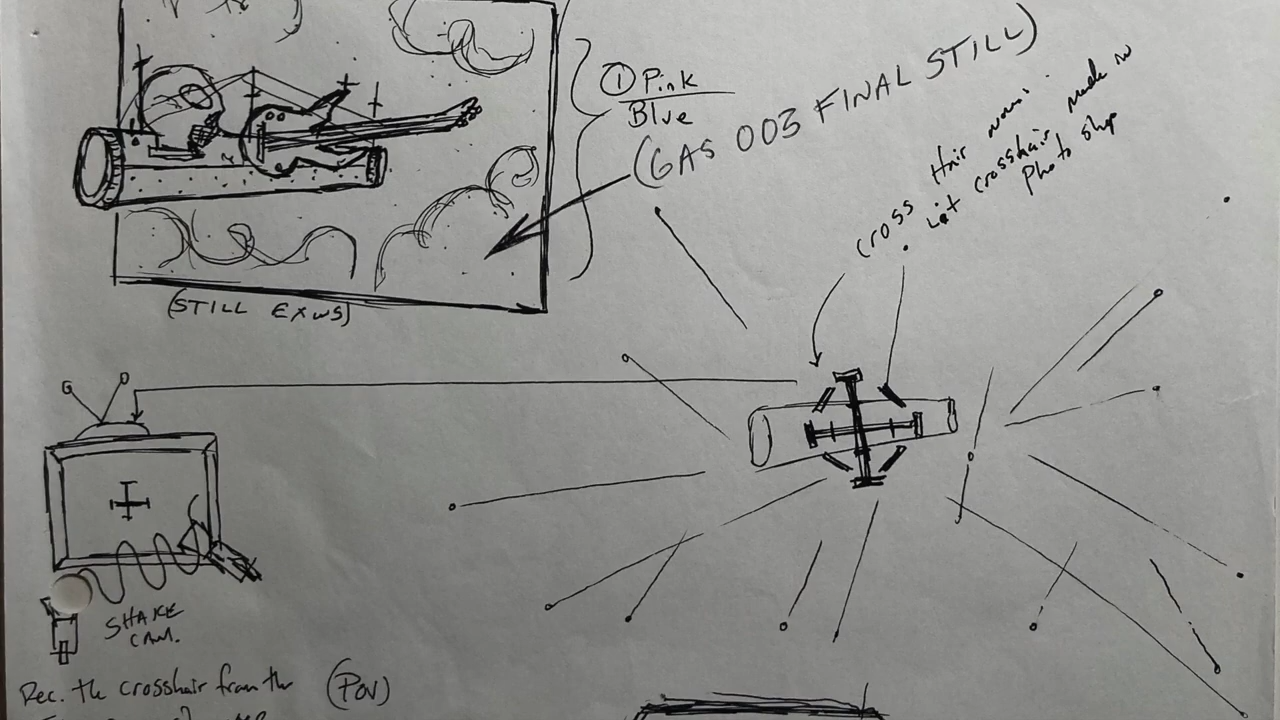 ① Pink
Blue
(GAS 003 FINAL STILL)
Cross Hair
crosshair made in
Photo shop
(STILL EXWS)
SHAKE
CAM.
Rec. the crosshair from the (POV)